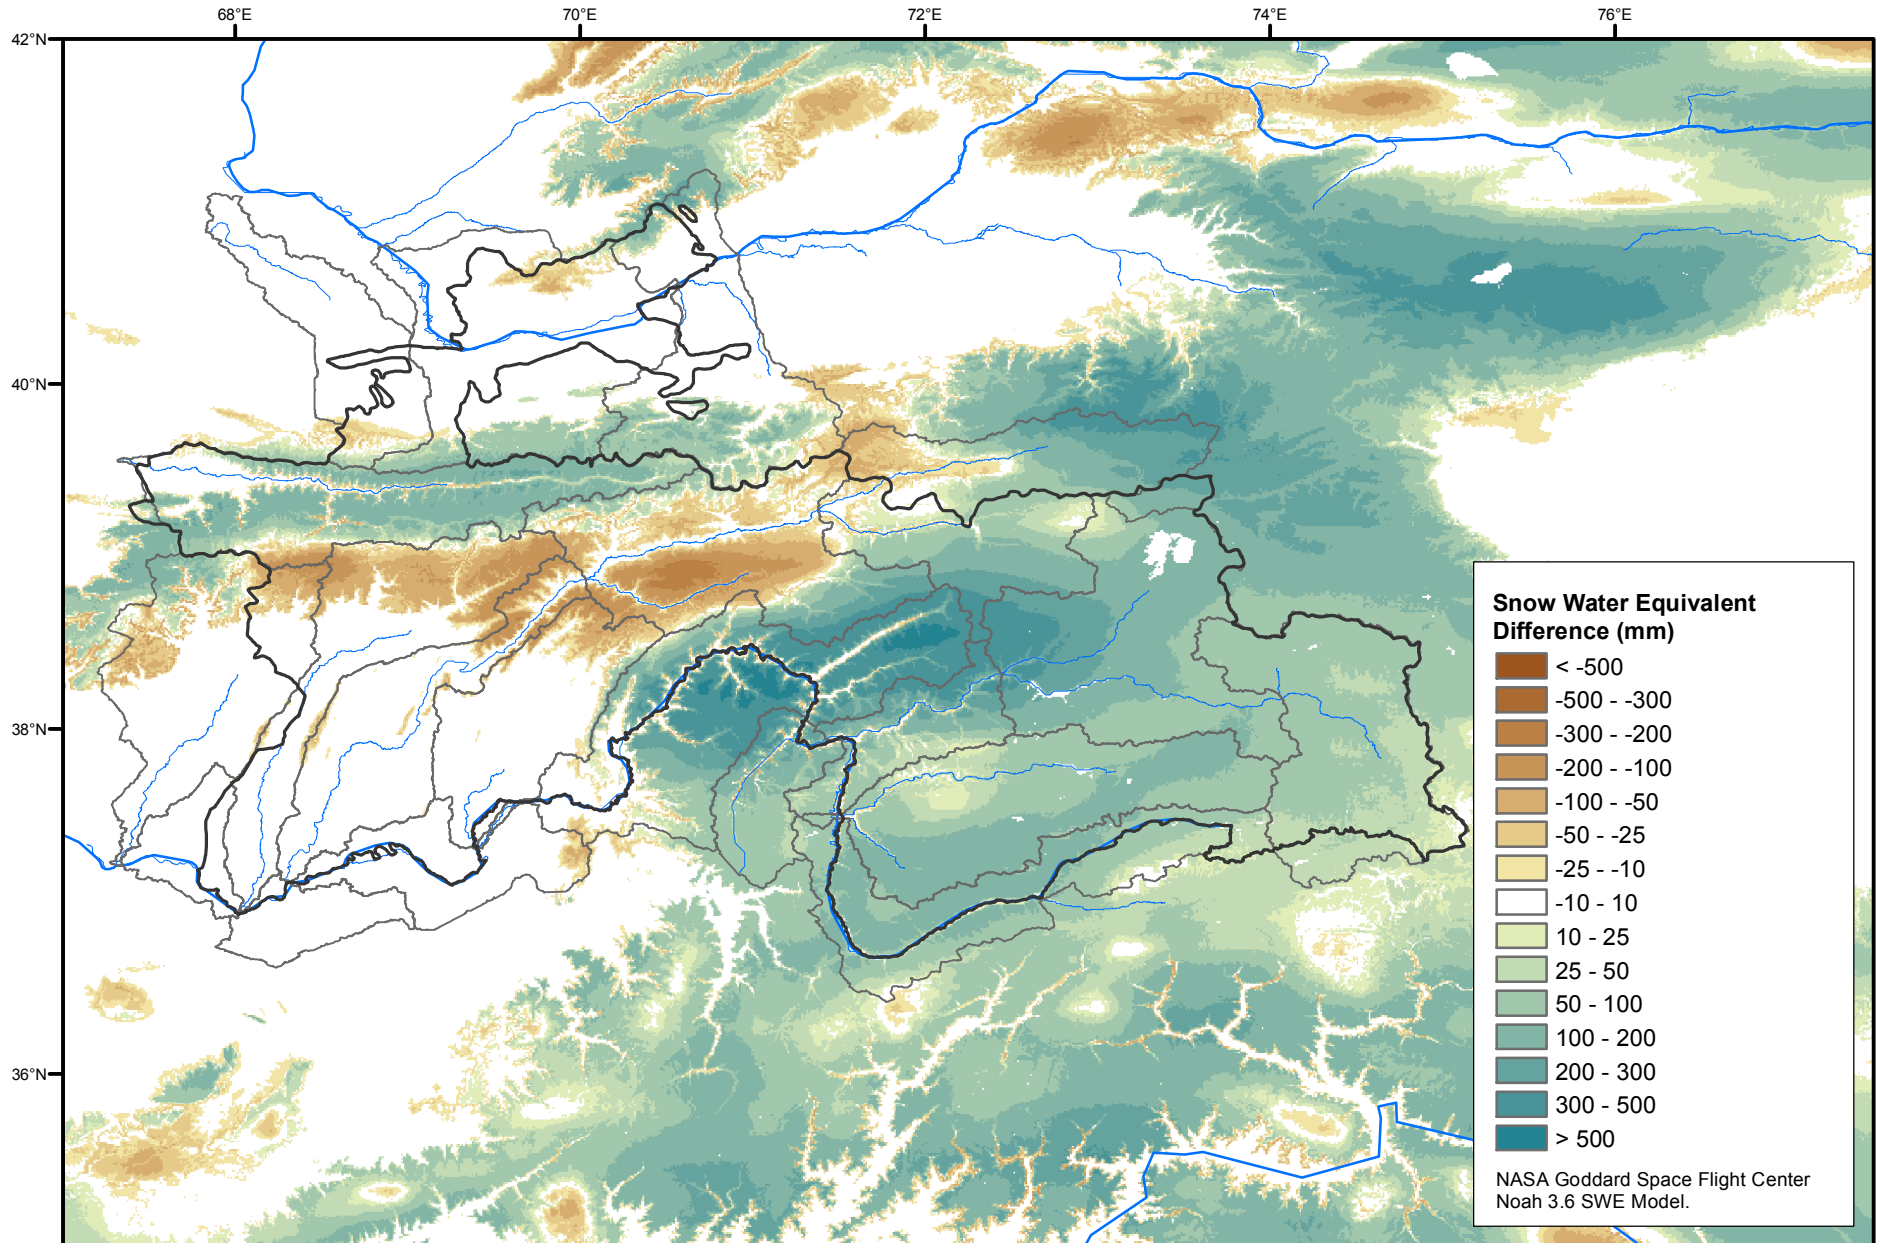 68°E
70°E
72°E
74°E
76°E
42°N
40°N
38°N
36°N
Snow Water Equivalent
Difference (mm)
< -500
-500 - -300
-300 - -200
-200 - -100
-100 - -50
-50 - -25
-25 - -10
-10 - 10
10 - 25
25 - 50
50 - 100
100 - 200
200 - 300
300 - 500
> 500
NASA Goddard Space Flight Center
Noah 3.6 SWE Model.